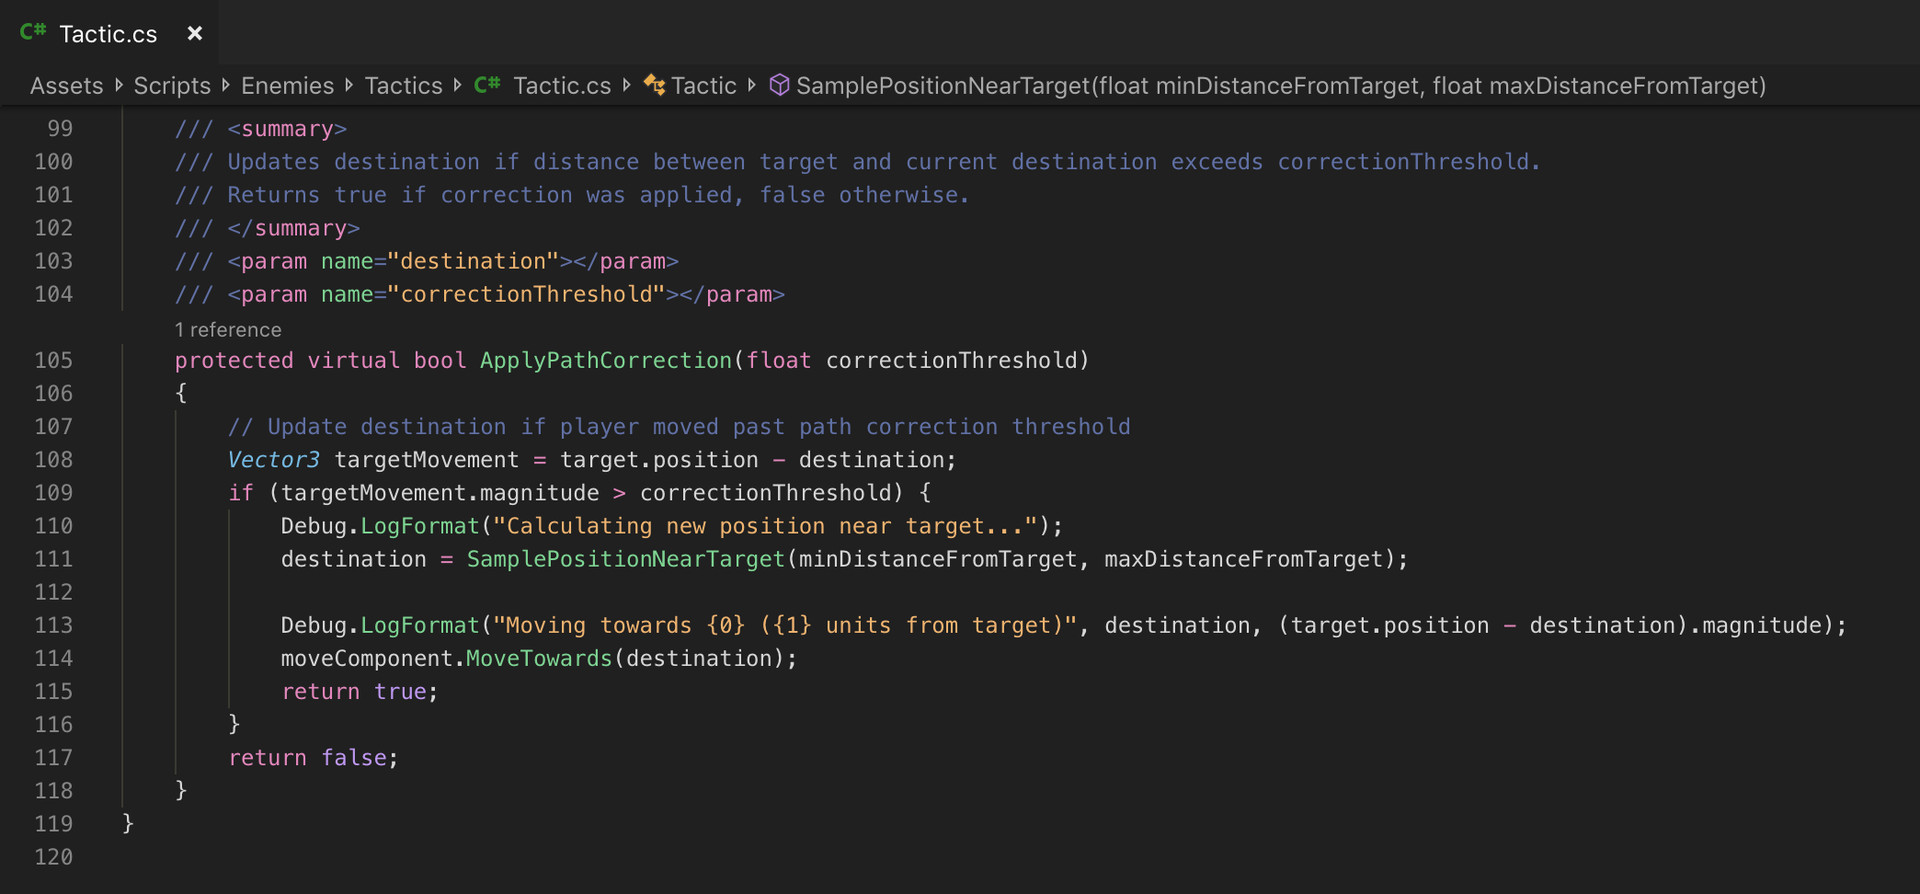 C# Tactic.cs ×
Assets Scripts Enemies Tactics C# Tactic.cs Tactic SamplePositionNearTarget(float minDistanceFromTarget, float maxDistanceFromTarget)
99 /// <summary>
100 /// Updates destination if distance between target and current destination exceeds correctionThreshold.
101 /// Returns true if correction was applied, false otherwise.
102 /// </summary>
103 /// <param name="destination"></param>
104 /// <param name="correctionThreshold"></param>
1 reference
105 protected virtual bool ApplyPathCorrection(float correctionThreshold)
106 {
107 // Update destination if player moved past path correction threshold
108 Vector3 targetMovement = target.position - destination;
109 if (targetMovement.magnitude > correctionThreshold) {
110 Debug.LogFormat("Calculating new position near target...");
111 destination = SamplePositionNearTarget(minDistanceFromTarget, maxDistanceFromTarget);
112
113 Debug.LogFormat("Moving towards {0} ({1} units from target)", destination, (target.position - destination).magnitude);
114 moveComponent.MoveTowards(destination);
115 return true;
116 }
117 return false;
118 }
119 }
120